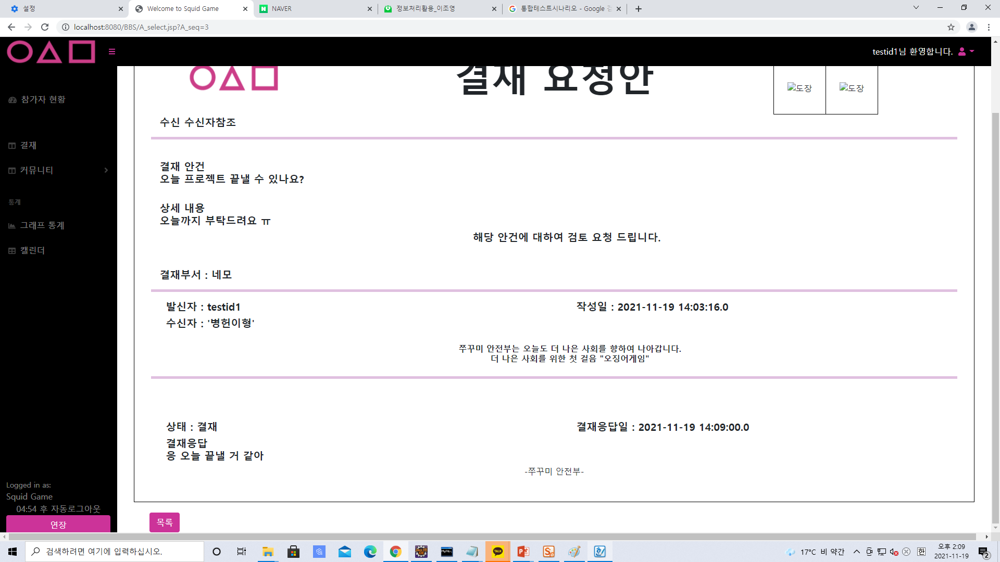 설정
Welcome to Squid Game
NAVER
정보처리활용_이조영
통합테스트시나리오 - Google
localhost:8080/BBS/A_select.jsp?A_seq=3
testid1님 환영합니다.
참가자 현황
결재
커뮤니티
통계
그래프 통계
캘린더
Logged in as:
Squid Game
04:54 후 자동로그아웃
연장
결재 요청안
도장
도장
수신 수신자참조
결재 안건
오늘 프로젝트 끝낼 수 있나요?
상세 내용
오늘까지 부탁드려요 ㅠ
해당 안건에 대하여 검토 요청 드립니다.
결재부서 : 네모
발신자 : testid1
작성일 : 2021-11-19 14:03:16.0
수신자 : '병헌이형'
쭈꾸미 안전부는 오늘도 더 나은 사회를 향하여 나아갑니다.
더 나은 사회를 위한 첫 걸음 "오징어게임"
상태 : 결재
결재응답일 : 2021-11-19 14:09:00.0
결재응답
응 오늘 끝낼 거 같아
-쭈꾸미 안전부-
목록
검색하려면 여기에 입력하십시오.
TALK
17°C 비 약간
한
오후 2:09
2021-11-19
2